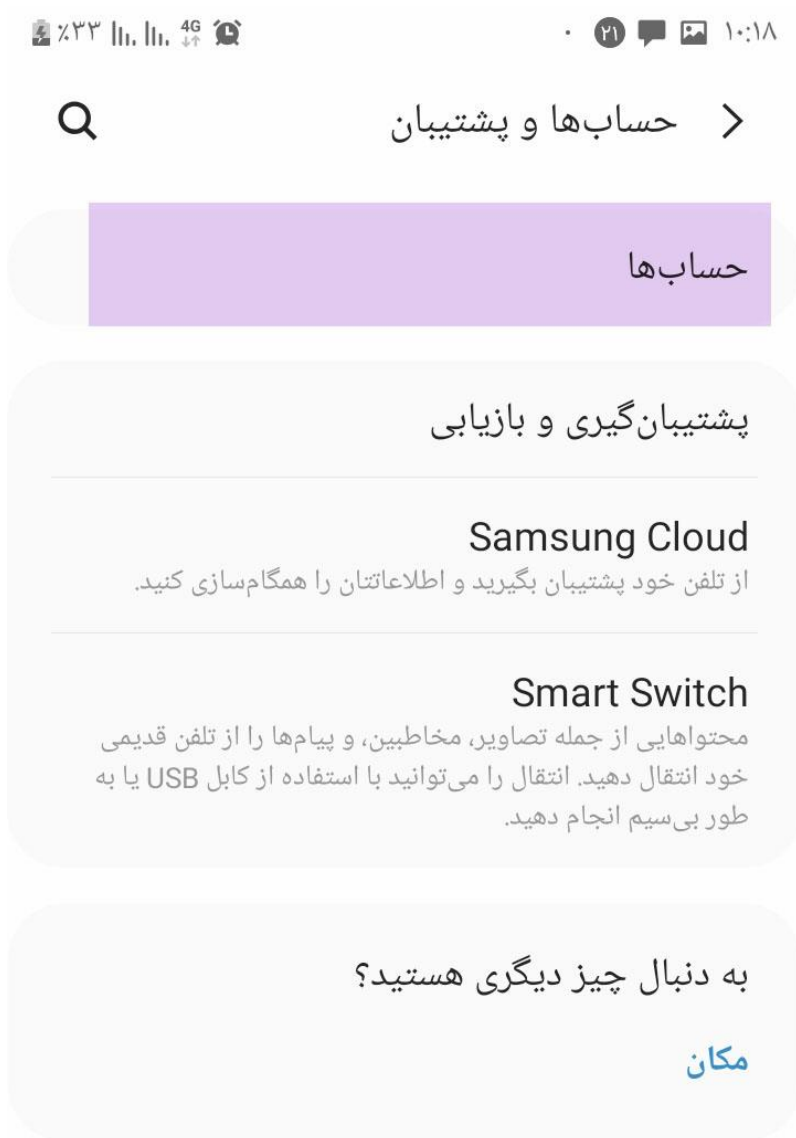 ۱۰:۱۸ ۲۱ 4G ٪۳۳
حساب‌ها و پشتیبان
حساب‌ها
پشتیبان‌گیری و بازیابی
Samsung Cloud
از تلفن خود پشتیبان بگیرید و اطلاعاتتان را همگام‌سازی کنید.
Smart Switch
محتواهایی از جمله تصاویر، مخاطبین، و پیام‌ها را از تلفن قدیمی
خود انتقال دهید. انتقال را می‌توانید با استفاده از کابل USB یا به
طور بی‌سیم انجام دهید.
به دنبال چیز دیگری هستید؟
مکان